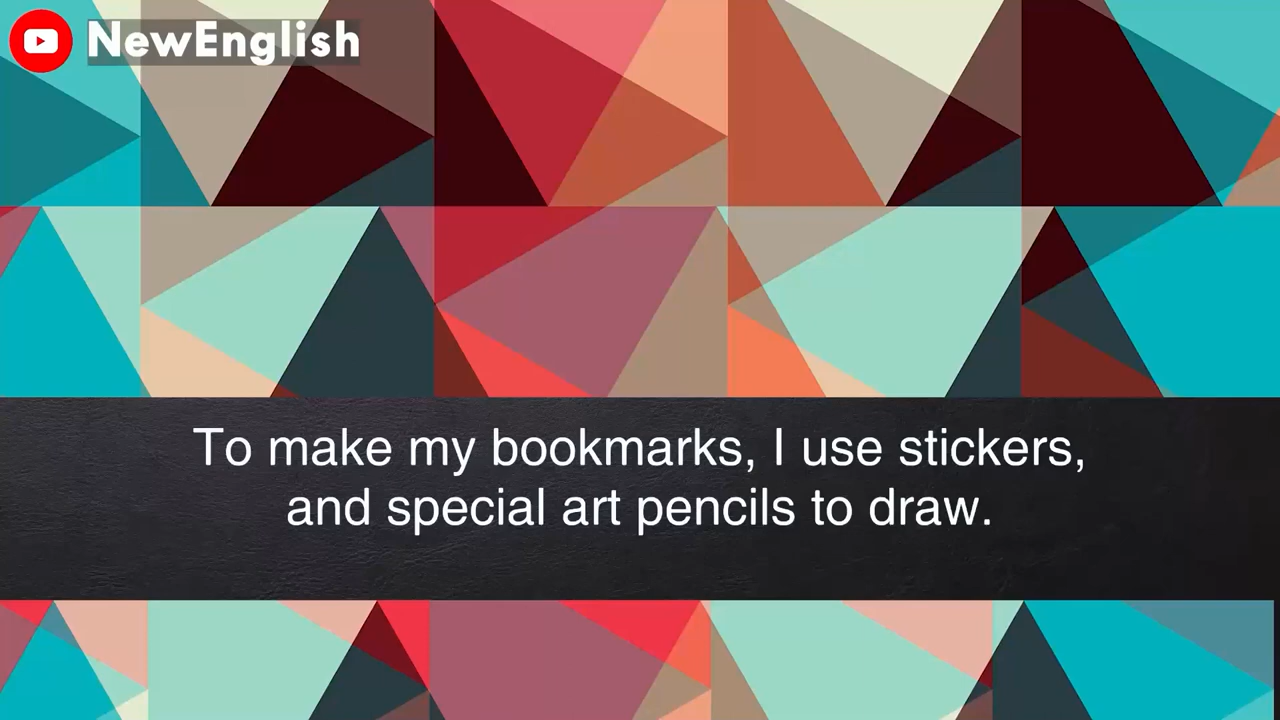 NewEnglish
To make my bookmarks, I use stickers,
and special art pencils to draw.